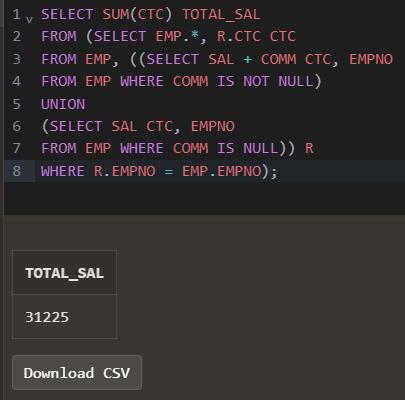 1 SELECT SUM(CTC) TOTAL_SAL
2 FROM (SELECT EMP.*, R.CTC CTC
3 FROM EMP, ((SELECT SAL + COMM CTC, EMPNO
4 FROM EMP WHERE COMM IS NOT NULL)
5 UNION
6 (SELECT SAL CTC, EMPNO
7 FROM EMP WHERE COMM IS NULL)) R
8 WHERE R.EMPNO = EMP.EMPNO);
TOTAL_SAL
31225
Download CSV